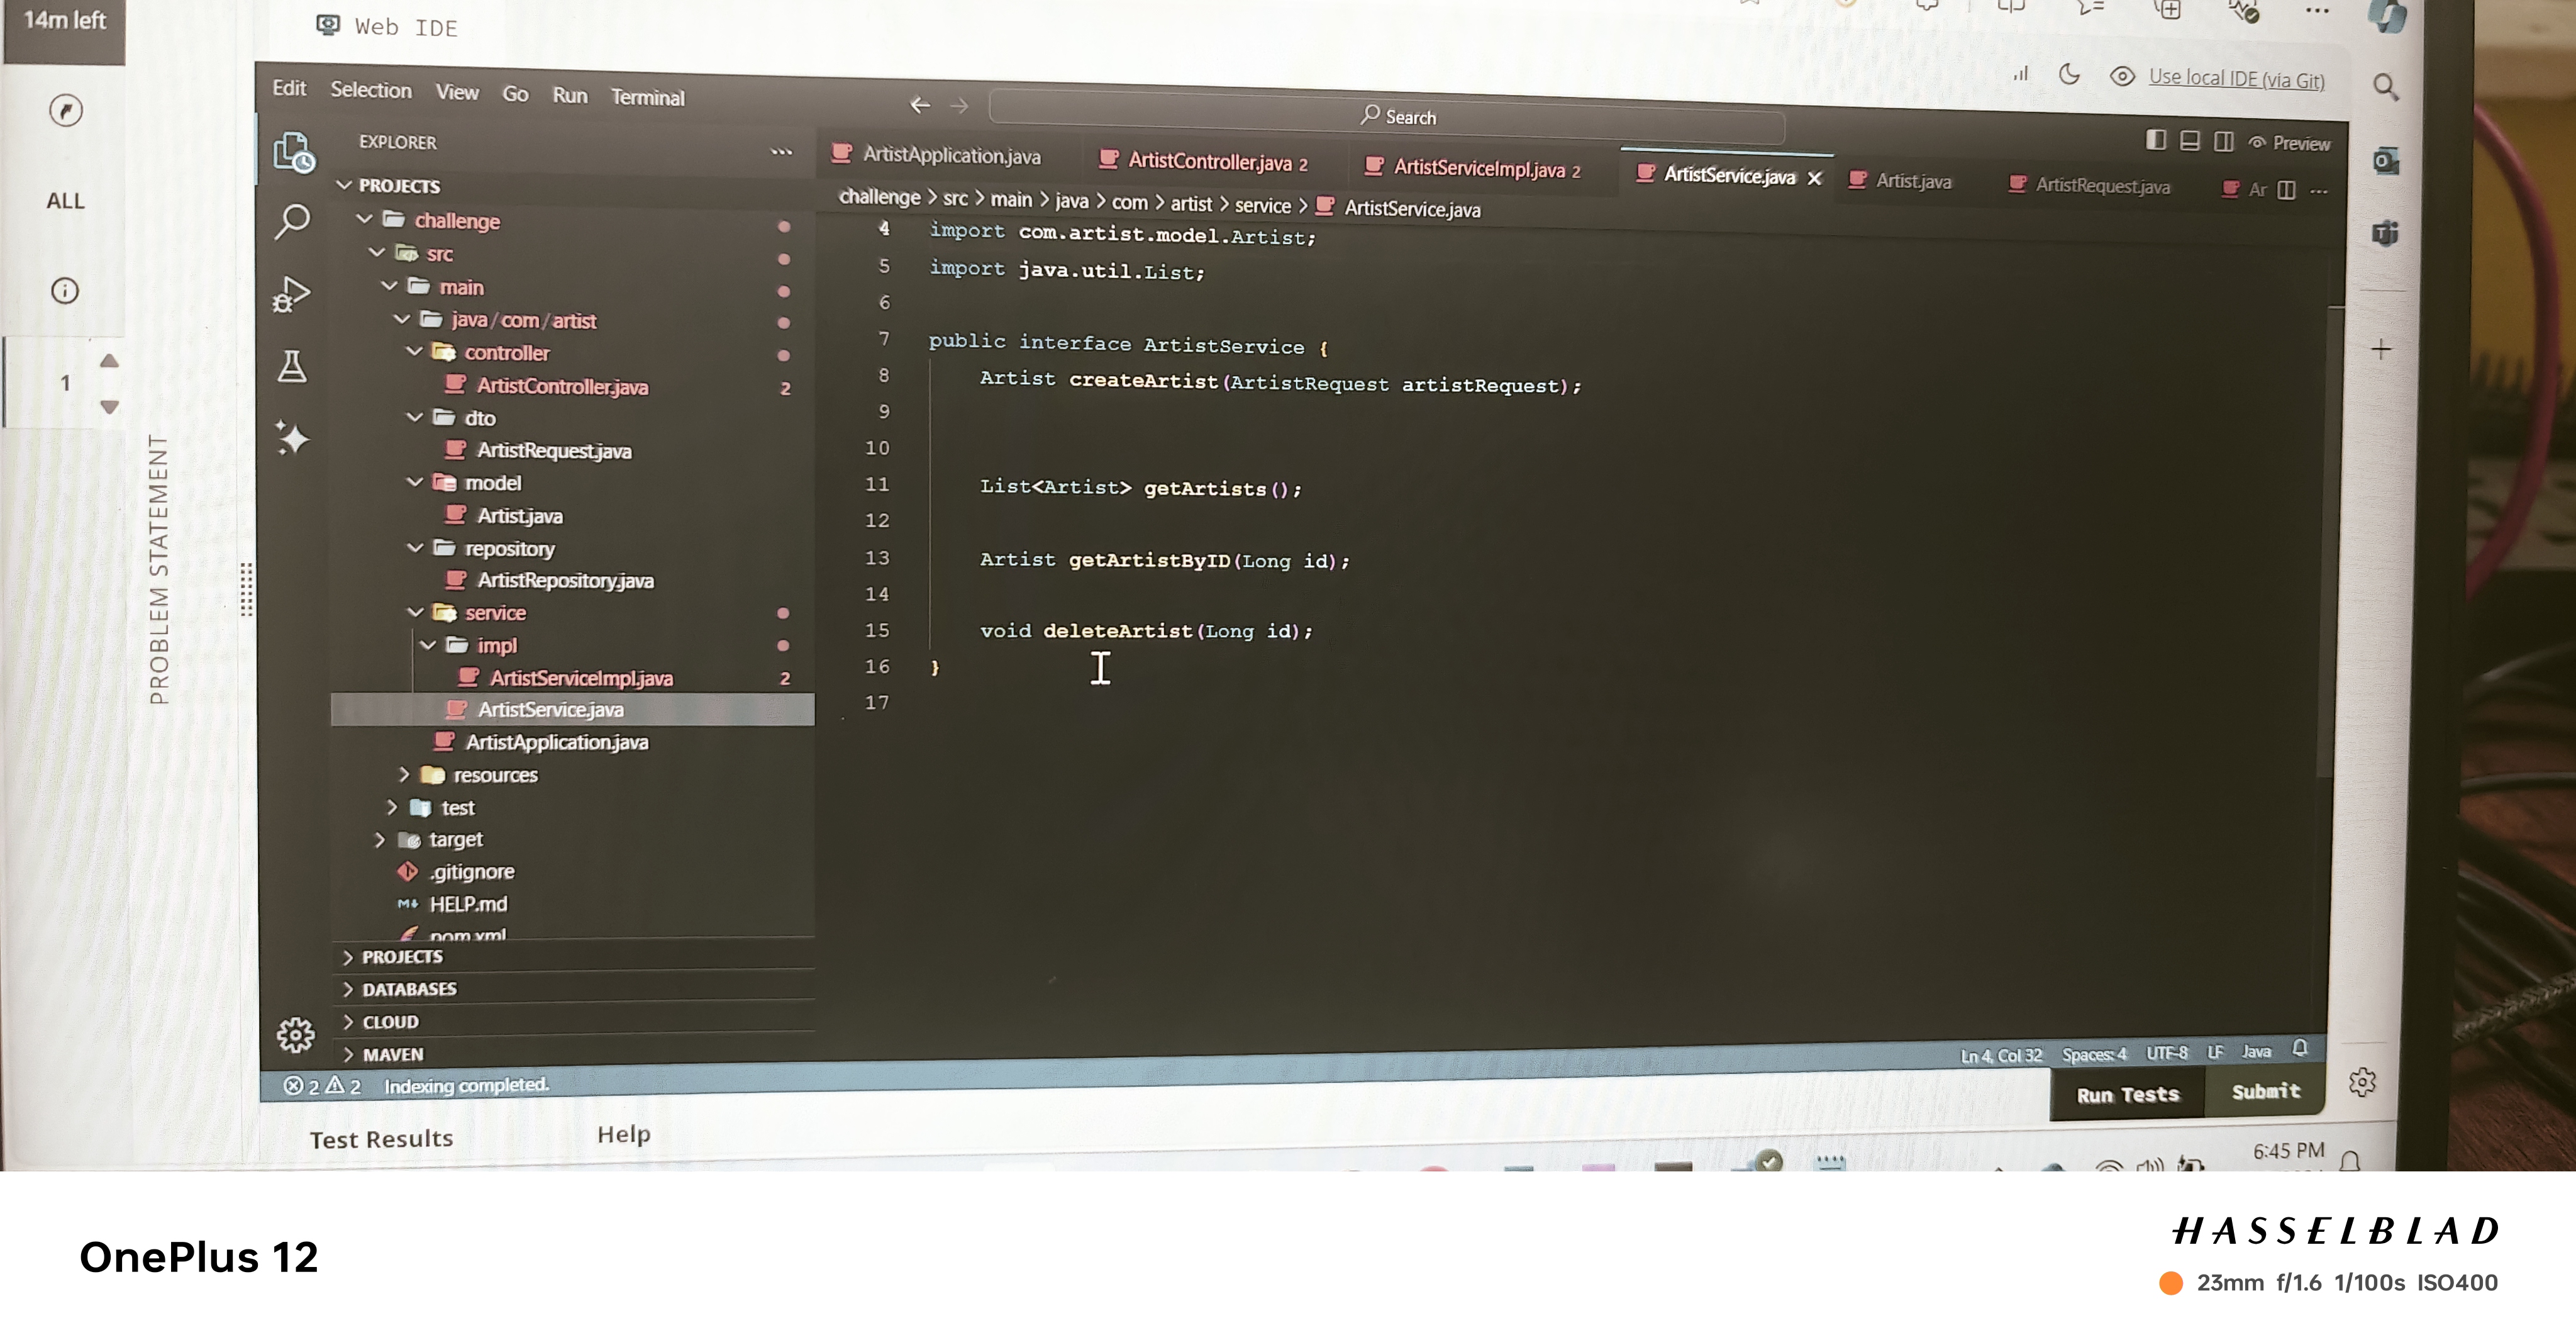 14m left
Web IDE
Use local IDE (via Git)
Edit Selection View Go Run Terminal
Search
EXPLORER
Preview
ArtistApplication.java
ArtistController.java 2
ArtistServiceImpl.java 2
ArtistService.java
Artist.java
ArtistRequest.java
Ar
challenge > src > main > java > com > artist > service > ArtistService.java
ALL
1
PROBLEM STATEMENT
PROJECTS
challenge
src
main
java/com/artist
controller
ArtistController.java 2
dto
ArtistRequest.java
model
Artist.java
repository
ArtistRepository.java
service
impl
ArtistServiceImpl.java 2
ArtistService.java
ArtistApplication.java
resources
test
target
.gitignore
HELP.md
pom.xml
PROJECTS
DATABASES
CLOUD
MAVEN
4 import com.artist.model.Artist;
5 import java.util.List;
6
7 public interface ArtistService {
8 Artist createArtist(ArtistRequest artistRequest);
9
10
11 List<Artist> getArtists();
12
13 Artist getArtistByID(Long id);
14
15 void deleteArtist(Long id);
16 }
17
2 2 Indexing completed.
Ln 4, Col 32 Spaces: 4 UTF-8 LF Java
Run Tests Submit
Test Results Help
6:45 PM
OnePlus 12
HASSELBLAD
23mm f/1.6 1/100s ISO400